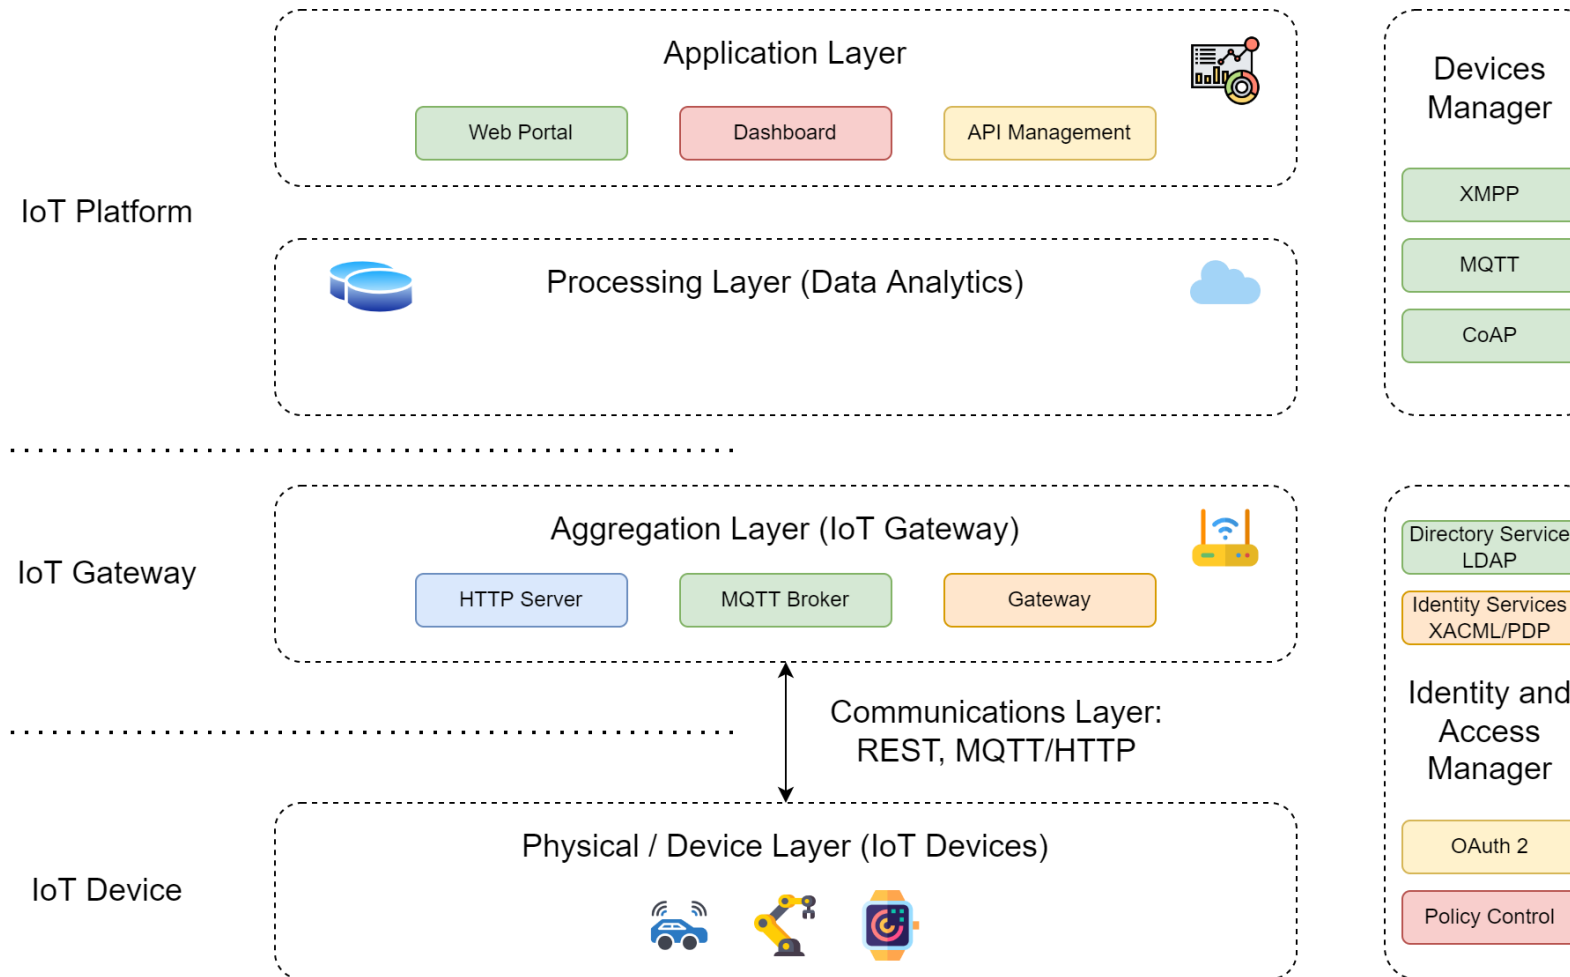 Application Layer
Web Portal
Dashboard
API Management
IoT Platform
Processing Layer (Data Analytics)
Devices
Manager
XMPP
MQTT
CoAP
IoT Gateway
Aggregation Layer (IoT Gateway)
HTTP Server
MQTT Broker
Gateway
Communications Layer:
REST, MQTT/HTTP
IoT Device
Physical / Device Layer (IoT Devices)
Directory Service
LDAP
Identity Services
XACML/PDP
Identity and
Access
Manager
OAuth 2
Policy Control